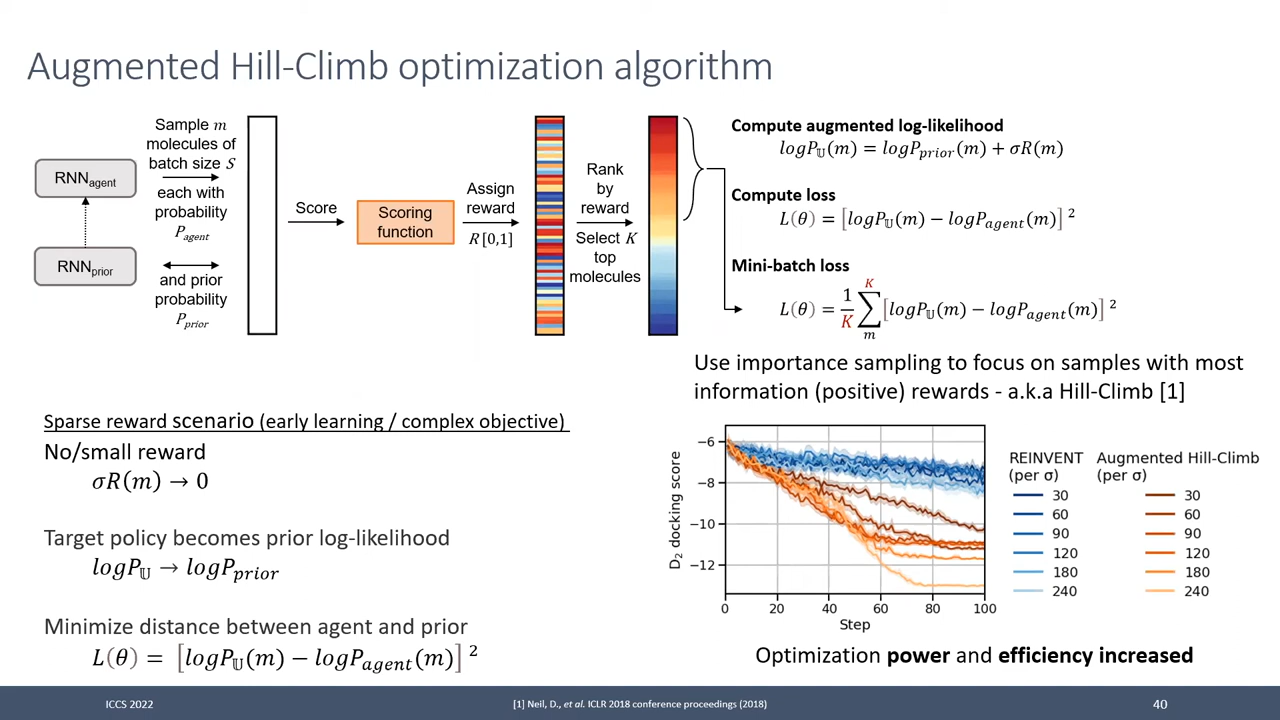 Augmented Hill-Climb optimization algorithm
RNNagent
RNNprior
Sample m
molecules of
batch size S
each with
probability
Pagent
and prior
probability
Pprior
Score
Scoring
function
Assign
reward
R [0,1]
Rank
by
reward
Select K
top
molecules
Compute augmented log-likelihood
logP𝕌(m) = logPprior(m) + σR(m)
Compute loss
L(θ) = [logP𝕌(m) − logPagent(m)] 2
Mini-batch loss
L(θ) = 1/K ∑ m K [logP𝕌(m) − logPagent(m)] 2
Use importance sampling to focus on samples with most
information (positive) rewards - a.k.a Hill-Climb [1]
Sparse reward scenario (early learning / complex objective)
No/small reward
σR(m) → 0
Target policy becomes prior log-likelihood
logP𝕌 → logPprior
Minimize distance between agent and prior
L(θ) = [logP𝕌(m) − logPagent(m)] 2
D2 docking score
−6
−8
−10
−12
0 20 40 60 80 100
Step
REINVENT
(per σ)
30
60
90
120
180
240
Augmented Hill-Climb
(per σ)
30
60
90
120
180
240
Optimization power and efficiency increased
ICCS 2022
[1] Neil, D., et al. ICLR 2018 conference proceedings (2018)
40